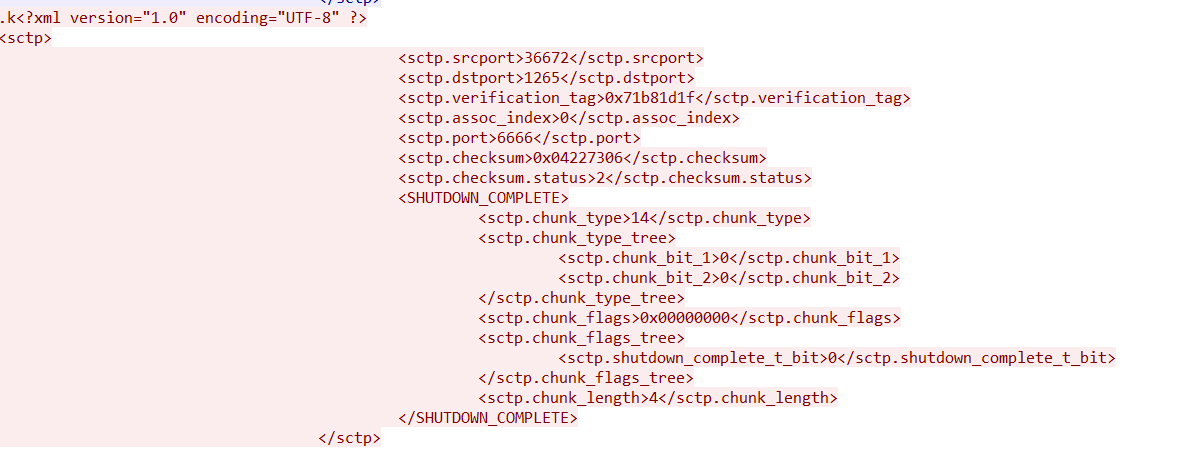 </sctp>
.k<?xml version="1.0" encoding="UTF-8" ?>
<sctp>
<sctp.srcport>36672</sctp.srcport>
<sctp.dstport>1265</sctp.dstport>
<sctp.verification_tag>0x71b81d1f</sctp.verification_tag>
<sctp.assoc_index>0</sctp.assoc_index>
<sctp.port>6666</sctp.port>
<sctp.checksum>0x04227306</sctp.checksum>
<sctp.checksum.status>2</sctp.checksum.status>
<SHUTDOWN_COMPLETE>
<sctp.chunk_type>14</sctp.chunk_type>
<sctp.chunk_type_tree>
<sctp.chunk_bit_1>0</sctp.chunk_bit_1>
<sctp.chunk_bit_2>0</sctp.chunk_bit_2>
</sctp.chunk_type_tree>
<sctp.chunk_flags>0x00000000</sctp.chunk_flags>
<sctp.chunk_flags_tree>
<sctp.shutdown_complete_t_bit>0</sctp.shutdown_complete_t_bit>
</sctp.chunk_flags_tree>
<sctp.chunk_length>4</sctp.chunk_length>
</SHUTDOWN_COMPLETE>
</sctp>